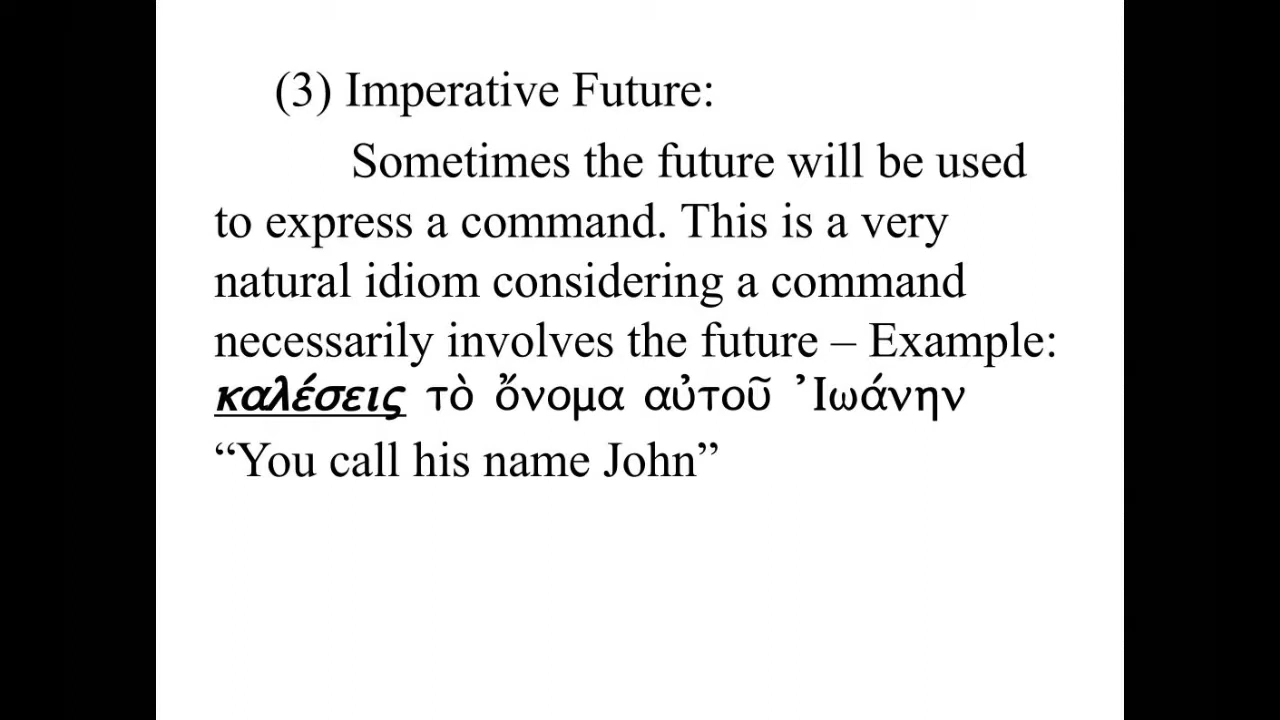 (3) Imperative Future:
Sometimes the future will be used
to express a command. This is a very
natural idiom considering a command
necessarily involves the future – Example:
καλέσεις τὸ ὄνομα αὐτοῦ ᾿Ιωάνην
“You call his name John”